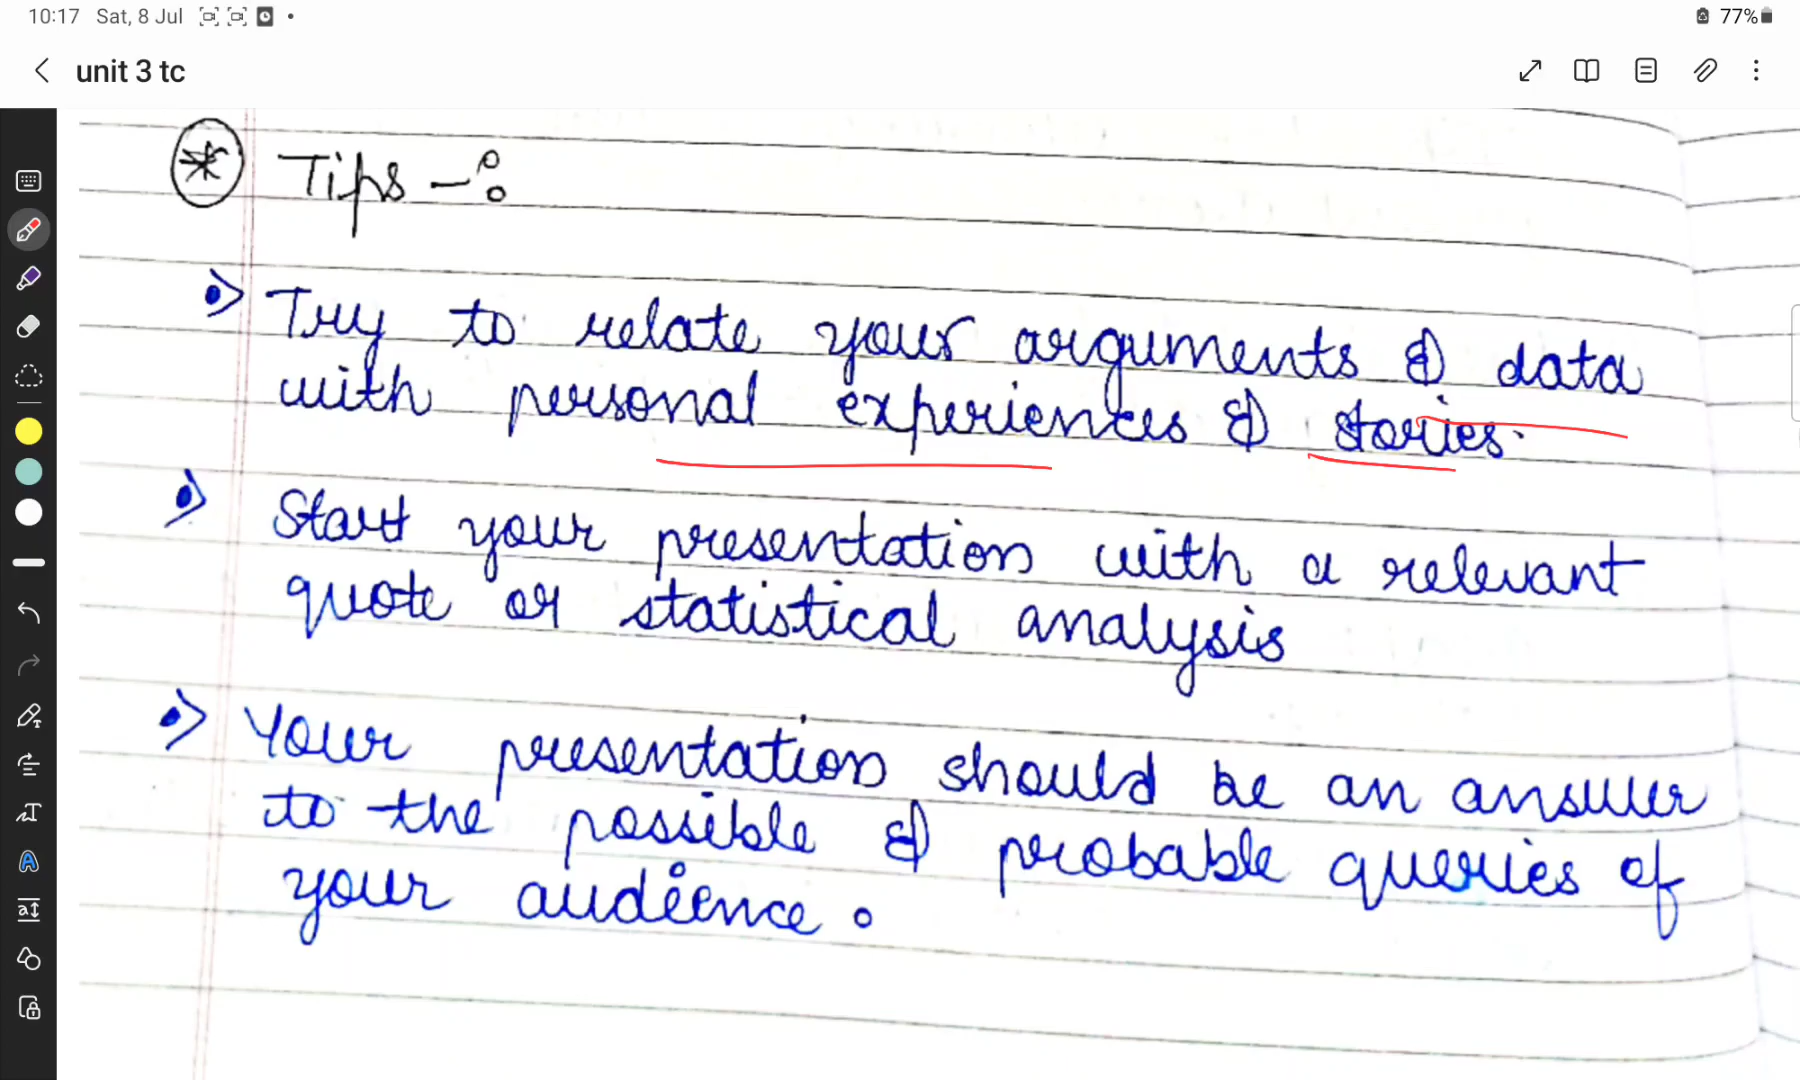 10:17 Sat, 8 Jul
77%
unit 3 tc
Tips -:
Try to relate your arguments & data
with personal experiences & stories.
Start your presentation with a relevant
quote or statistical analysis
Your presentation should be an answer
to the possible & probable queries of
your audience.